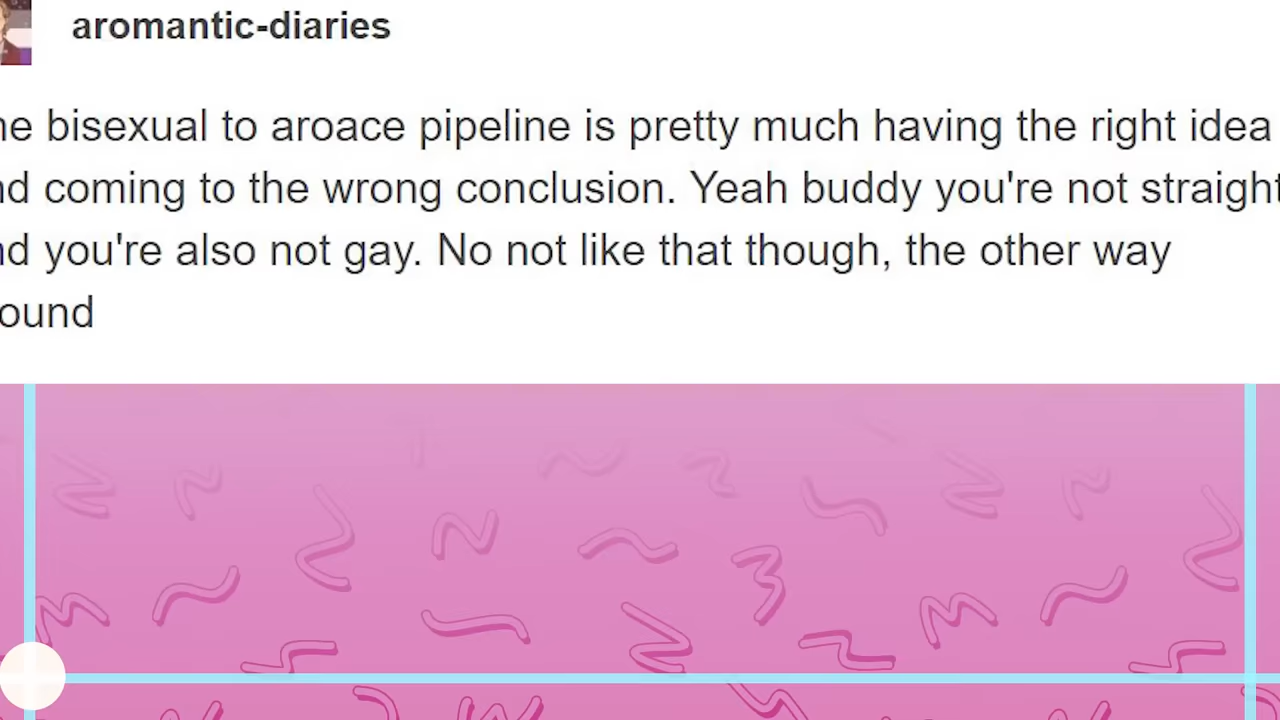 aromantic-diaries
he bisexual to aroace pipeline is pretty much having the right idea
nd coming to the wrong conclusion. Yeah buddy you're not straight
nd you're also not gay. No not like that though, the other way
ound